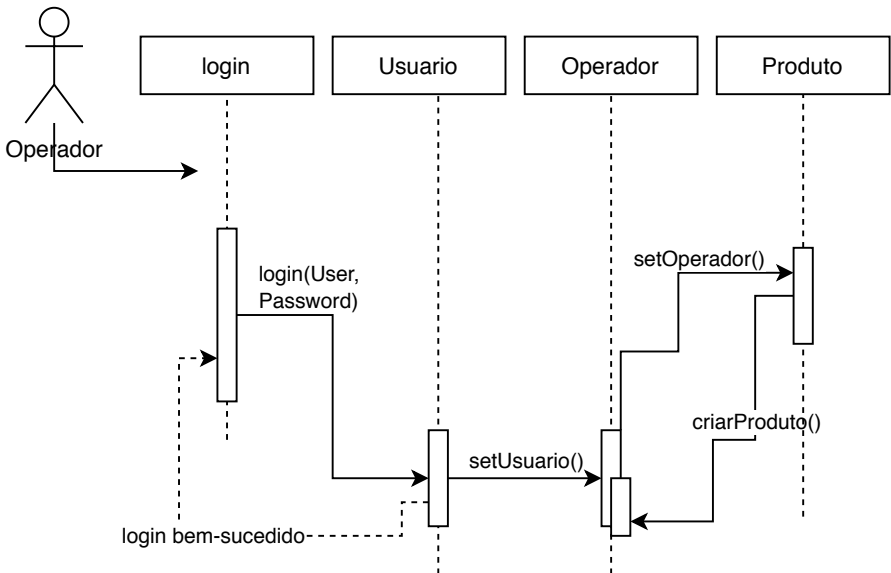 login
Usuario
Operador
Produto
Operador
login(User,
Password)
setOperador()
criarProduto()
setUsuario()
login bem-sucedido